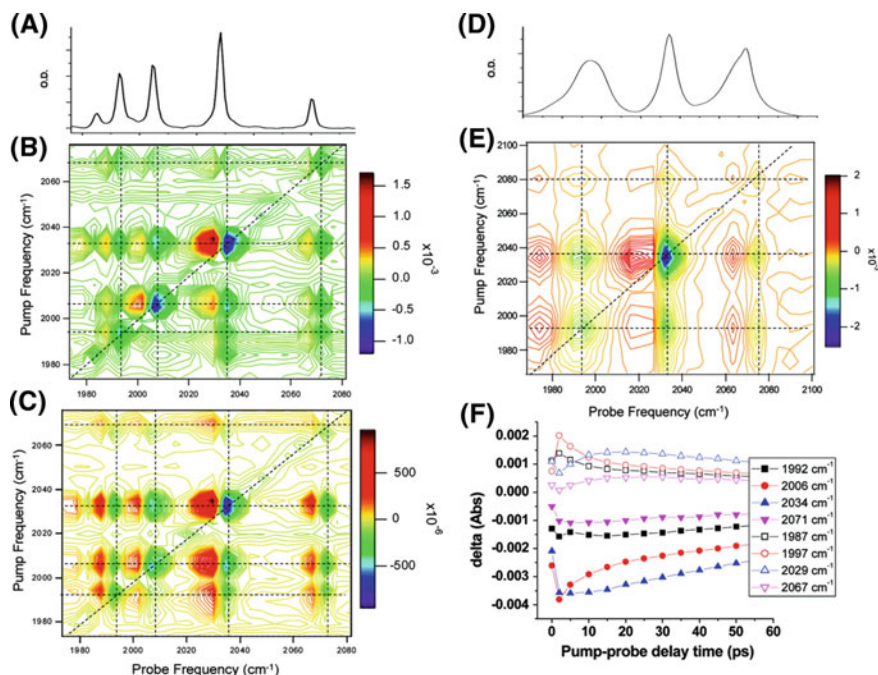 (A)
O.D.
(B)
Pump Frequency (cm-1)
2060
2040
2020
2000
1980
1980 2000 2020 2040 2060 2080
1.5
1.0
0.5
0.0
-0.5
-1.0
x10-3
(C)
Pump Frequency (cm-1)
2060
2040
2020
2000
1980
1980 2000 2020 2040 2060 2080
Probe Frequency (cm-1)
500
0
-500
x10-6
(D)
O.D.
(E)
Pump Frequency (cm-1)
2100
2080
2060
2040
2020
2000
1980
1980 2000 2020 2040 2060 2080 2100
Probe Frequency (cm-1)
2
1
0
-1
-2
(F)
delta (Abs)
0.002
0.001
0.000
-0.001
-0.002
-0.003
-0.004
0 10 20 30 40 50 60
Pump-probe delay time (ps)
1992 cm-1
2006 cm-1
2034 cm-1
2071 cm-1
1987 cm-1
1997 cm-1
2029 cm-1
2067 cm-1